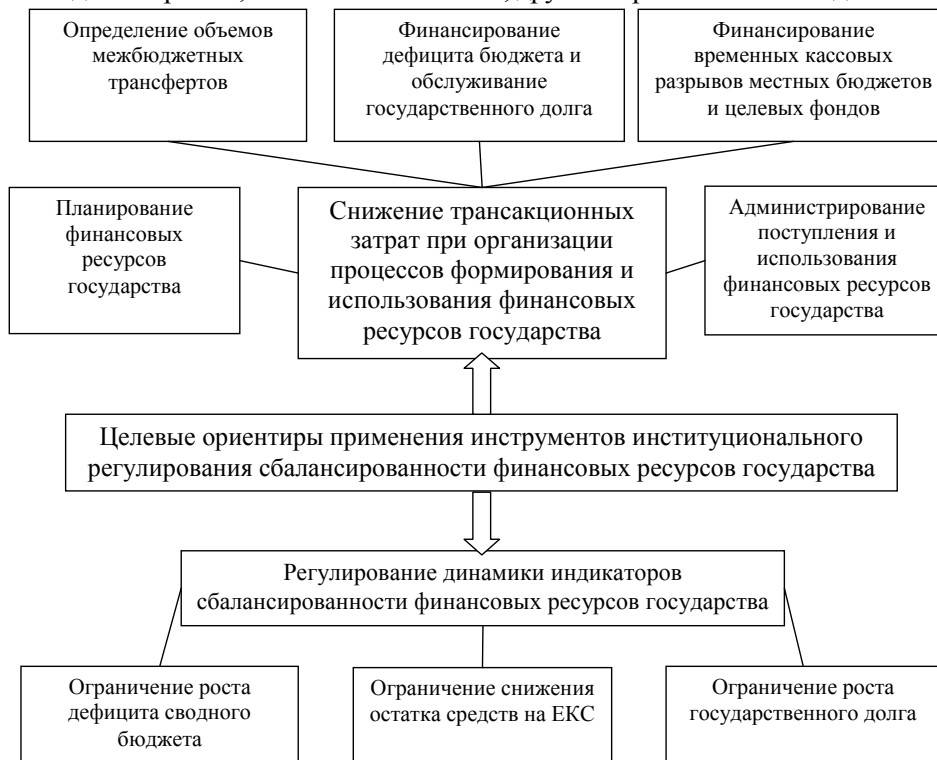 Определение объемов
межбюджетных
трансфертов
Финансирование
дефицита бюджета и
обслуживание
государственного долга
Финансирование
временных кассовых
разрывов местных бюджетов
и целевых фондов
Планирование
финансовых
ресурсов
государства
Снижение трансакционных
затрат при организации
процессов формирования и
использования финансовых
ресурсов государства
Администрирование
поступления и
использования
финансовых ресурсов
государства
Целевые ориентиры применения инструментов институционального
регулирования сбалансированности финансовых ресурсов государства
Регулирование динамики индикаторов
сбалансированности финансовых ресурсов государства
Ограничение роста
дефицита сводного
бюджета
Ограничение снижения
остатка средств на ЕКС
Ограничение роста
государственного долга